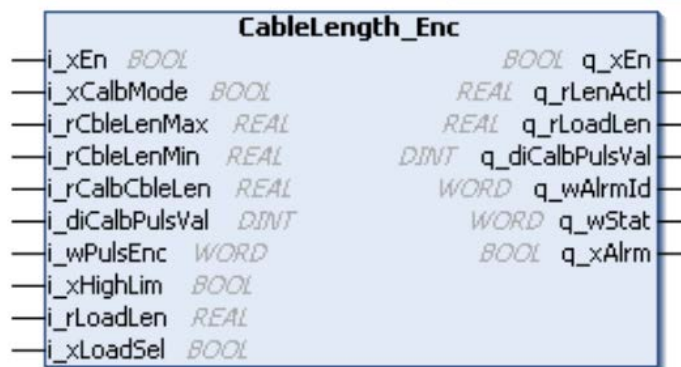 CableLength_Enc
i_xEn BOOL BOOL q_xEn
i_xCalbMode BOOL REAL q_rLenActl
i_rCbleLenMax REAL REAL q_rLoadLen
i_rCbleLenMin REAL DINT q_diCalbPulsVal
i_rCalbCbleLen REAL WORD q_wAlrmId
i_diCalbPulsVal DINT WORD q_wStat
i_wPulsEnc WORD BOOL q_xAlrm
i_xHighLim BOOL
i_rLoadLen REAL
i_xLoadSel BOOL